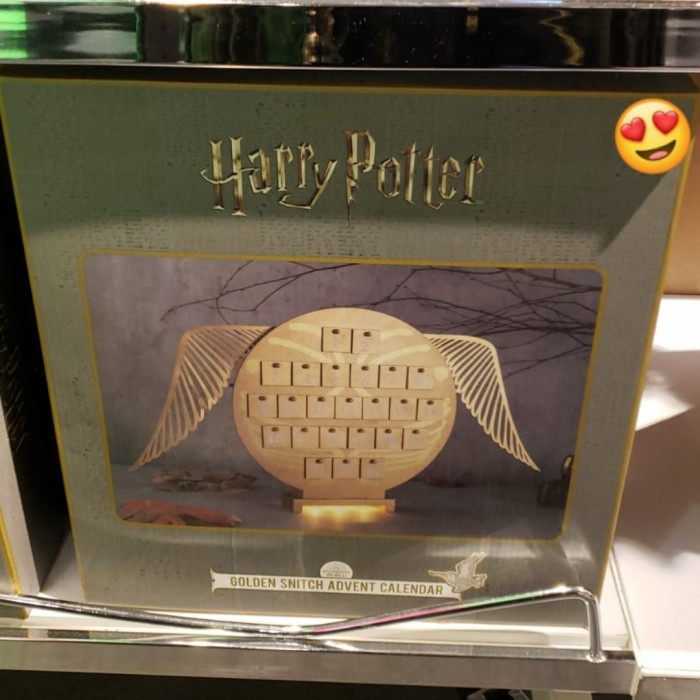 Harry Potter
GOLDEN SNITCH ADVENT CALENDAR